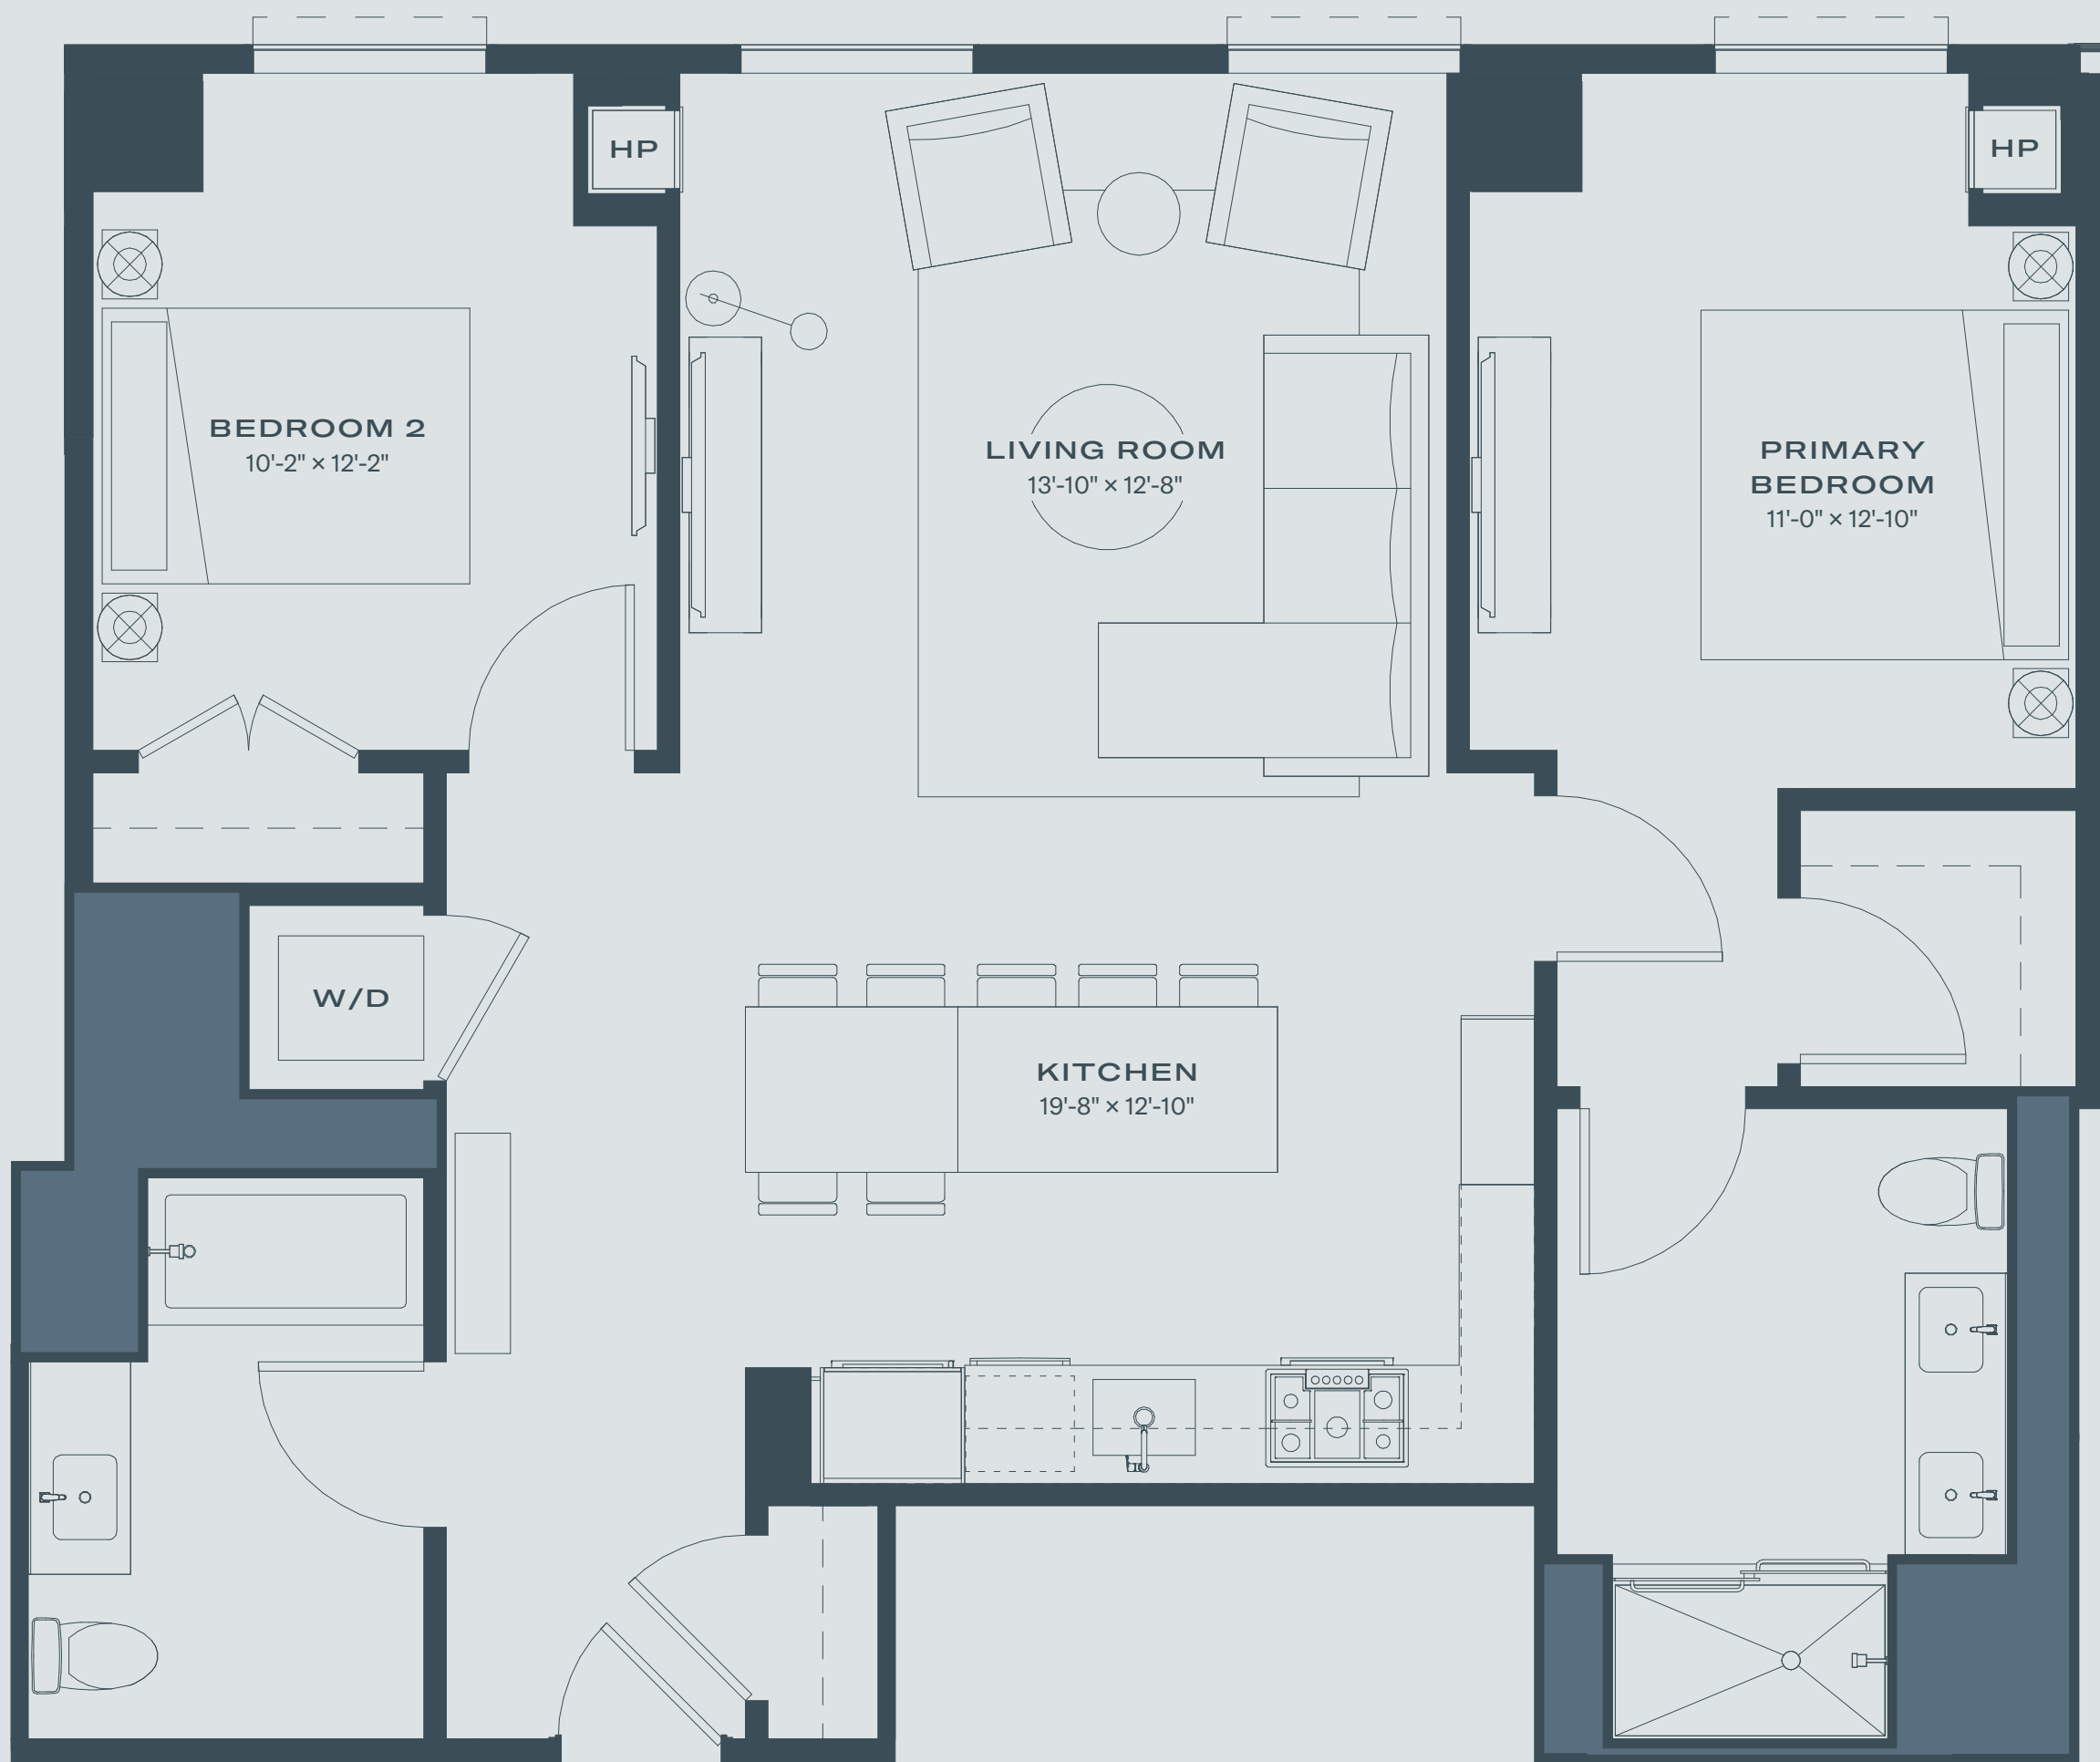 HP
HP
BEDROOM 2
10'-2" × 12'-2"
LIVING ROOM
13'-10" × 12'-8"
PRIMARY
BEDROOM
11'-0" × 12'-10"
W/D
KITCHEN
19'-8" × 12'-10"